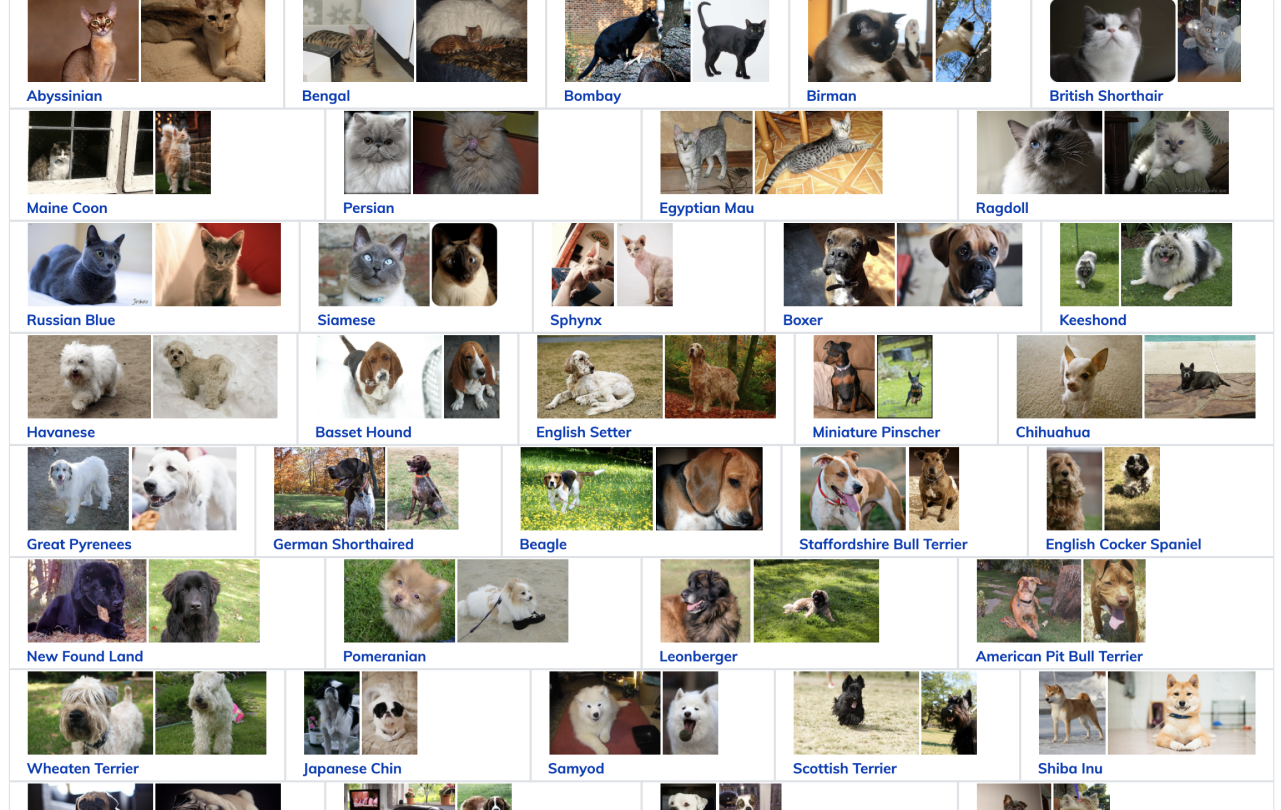 Abyssinian
Bengal
Bombay
Birman
British Shorthair
Maine Coon
Persian
Egyptian Mau
Ragdoll
Russian Blue
Siamese
Sphynx
Boxer
Keeshond
Havanese
Basset Hound
English Setter
Miniature Pinscher
Chihuahua
Great Pyrenees
German Shorthaired
Beagle
Staffordshire Bull Terrier
English Cocker Spaniel
New Found Land
Pomeranian
Leonberger
American Pit Bull Terrier
Wheaten Terrier
Japanese Chin
Samyod
Scottish Terrier
Shiba Inu